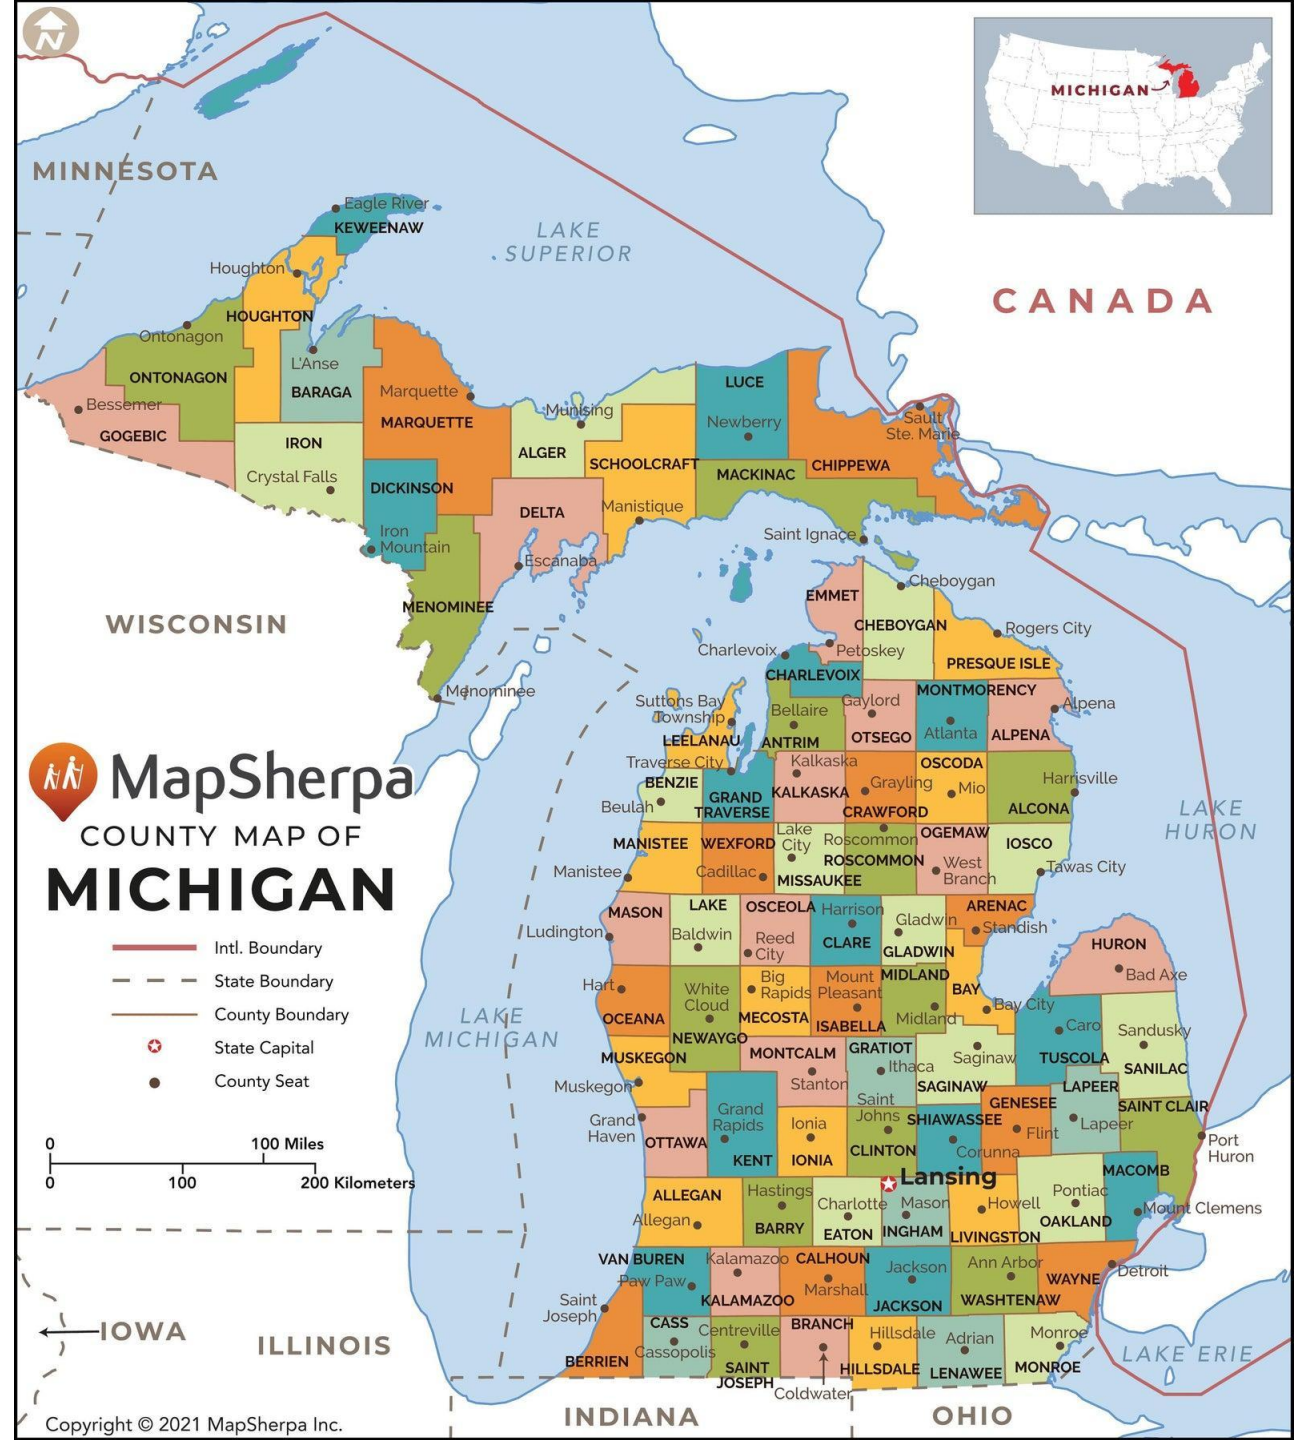 N
MINNESOTA
MICHIGAN
CANADA
LAKE
SUPERIOR
Eagle River
KEWEENAW
Houghton
HOUGHTON
Ontonagon
ONTONAGON
L'Anse
BARAGA
Bessemer
GOGEBIC
Marquette
MARQUETTE
IRON
Crystal Falls
DICKINSON
Iron
Mountain
Munising
ALGER
SCHOOLCRAFT
Manistique
LUCE
Newberry
MACKINAC
CHIPPEWA
Sault
Ste. Marie
DELTA
Escanaba
MENOMINEE
Menominee
WISCONSIN
Saint Ignace
Cheboygan
EMMET
CHEBOYGAN
Rogers City
PRESQUE ISLE
Charlevoix
Petoskey
CHARLEVOIX
MONTMORENCY
Atlanta
Alpena
ALPENA
Suttons Bay
Township
LEELANAU
Bellaire
ANTRIM
Gaylord
OTSEGO
Traverse City
BENZIE
Beulah
GRAND
TRAVERSE
Kalkaska
KALKASKA
Grayling
CRAWFORD
OSCODA
Mio
Harrisville
ALCONA
LAKE
HURON
MapSherpa
COUNTY MAP OF
MICHIGAN
MANISTEE
Manistee
WEXFORD
Cadillac
Lake
City
MISSAUKEE
Roscommon
ROSCOMMON
OGEMAW
West
Branch
IOSCO
Tawas City
MASON
Ludington
LAKE
Baldwin
OSCEOLA
Reed
City
Harrison
CLARE
Gladwin
GLADWIN
ARENAC
Standish
HURON
Bad Axe
Intl. Boundary
State Boundary
County Boundary
State Capital
County Seat
Hart
OCEANA
White
Cloud
NEWAYGO
Big
Rapids
MECOSTA
Mount
Pleasant
ISABELLA
MIDLAND
Midland
BAY
Bay City
Caro
TUSCOLA
Sandusky
SANILAC
LAKE
MICHIGAN
MUSKEGON
Muskegon
MONTCALM
Stanton
GRATIOT
Ithaca
Saginaw
SAGINAW
LAPEER
Lapeer
GENESEE
Flint
SAINT CLAIR
Port
Huron
Grand
Haven
OTTAWA
Grand
Rapids
KENT
Ionia
IONIA
Saint
Johns
CLINTON
SHIAWASSEE
Corunna
0
100 Miles
0
100
200 Kilometers
Lansing
MACOMB
Mount Clemens
ALLEGAN
Allegan
Hastings
BARRY
Charlotte
EATON
Mason
INGHAM
Howell
LIVINGSTON
Pontiac
OAKLAND
VAN BUREN
Paw Paw
Kalamazoo
KALAMAZOO
CALHOUN
Marshall
Jackson
JACKSON
Ann Arbor
WASHTENAW
WAYNE
Detroit
Saint
Joseph
BERRIEN
CASS
Cassopolis
Centreville
SAINT
JOSEPH
BRANCH
Coldwater
Hillsdale
HILLSDALE
Adrian
LENAWEE
Monroe
MONROE
LAKE ERIE
IOWA
ILLINOIS
INDIANA
OHIO
Copyright © 2021 MapSherpa Inc.